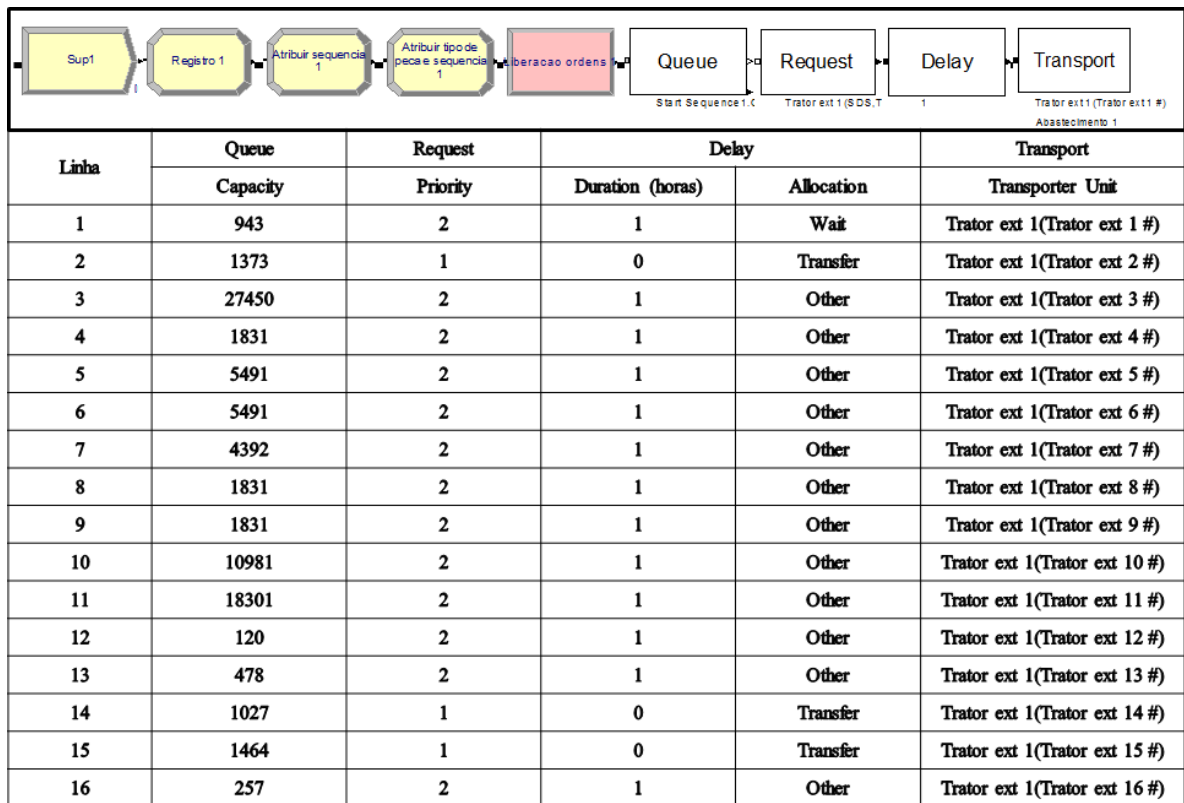 Sup1
Registro 1
Atribuir sequencia
1
Atribuir tipo de
peca e sequencia
1
Liberacao ordens 1
Queue
Request
Delay
Transport
Start Sequence 1.
Trator ext 1 (SDS,T
1
Trator ext 1 (Trator ext 1 #)
Abastecimento 1
Linha Queue Request Delay Transport
Capacity Priority Duration (horas) Allocation Transporter Unit
1 943 2 1 Wait Trator ext 1(Trator ext 1 #)
2 1373 1 0 Transfer Trator ext 1(Trator ext 2 #)
3 27450 2 1 Other Trator ext 1(Trator ext 3 #)
4 1831 2 1 Other Trator ext 1(Trator ext 4 #)
5 5491 2 1 Other Trator ext 1(Trator ext 5 #)
6 5491 2 1 Other Trator ext 1(Trator ext 6 #)
7 4392 2 1 Other Trator ext 1(Trator ext 7 #)
8 1831 2 1 Other Trator ext 1(Trator ext 8 #)
9 1831 2 1 Other Trator ext 1(Trator ext 9 #)
10 10981 2 1 Other Trator ext 1(Trator ext 10 #)
11 18301 2 1 Other Trator ext 1(Trator ext 11 #)
12 120 2 1 Other Trator ext 1(Trator ext 12 #)
13 478 2 1 Other Trator ext 1(Trator ext 13 #)
14 1027 1 0 Transfer Trator ext 1(Trator ext 14 #)
15 1464 1 0 Transfer Trator ext 1(Trator ext 15 #)
16 257 2 1 Other Trator ext 1(Trator ext 16 #)